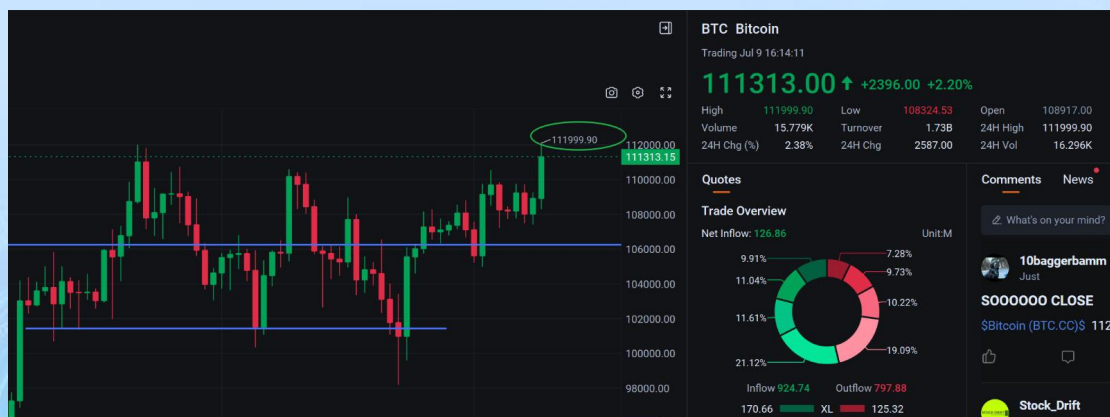 BTC Bitcoin
Trading Jul 9 16:14:11
111313.00 +2396.00 +2.20%
High 111999.90 Low 108324.53 Open 108917.00
Volume 15.779K Turnover 1.73B 24H High 111999.90
24H Chg (%) 2.38% 24H Chg 2587.00 24H Vol 16.296K
111999.90
112000.00
111313.15
110000.00
108000.00
106000.00
104000.00
102000.00
100000.00
98000.00
Quotes
Trade Overview
Net Inflow: 126.86 Unit:M
9.91% 7.28%
11.04% 9.73%
11.61% 10.22%
21.12% 19.09%
Inflow 924.74 Outflow 797.88
170.66 XL 125.32
Comments News
What's on your mind?
10baggerbamm
Just
SOOOOOO CLOSE
$Bitcoin (BTC.CC)$ 112
Stock_Drift